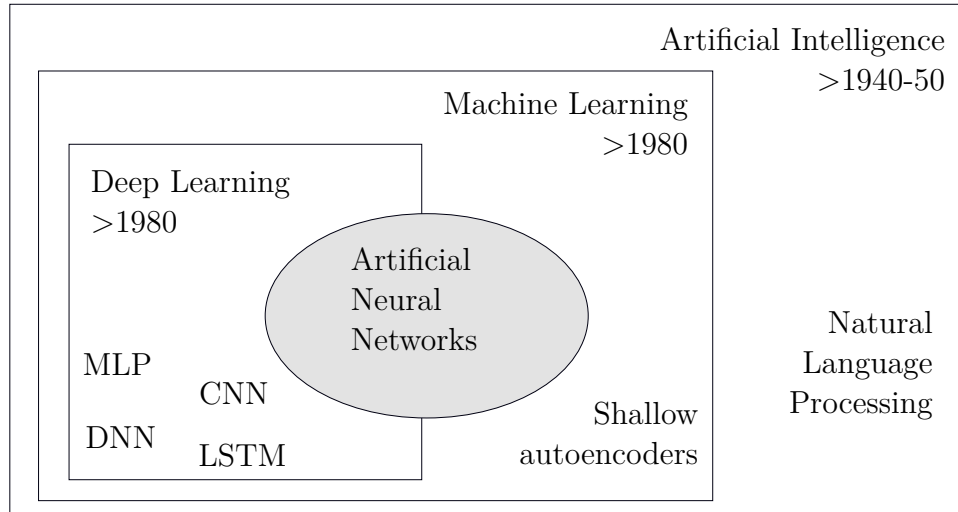 Artificial Intelligence
>1940-50
Machine Learning
>1980
Deep Learning
>1980
Artificial
Neural
Networks
MLP
CNN
DNN
LSTM
Shallow
autoencoders
Natural
Language
Processing